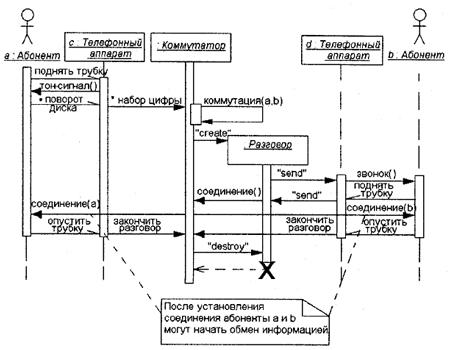 a : Абонент
c : Телефонный
аппарат
: Коммутатор
d : Телефонный
аппарат
b : Абонент
поднять трубку
тон-сигнал()
* поворот
диска
* набор цифры
коммутация(a,b)
"create"
: Разговор
"send"
звонок()
поднять
трубку
"send"
соединение()
соединение(a)
соединение(b)
опустить
трубку
закончить
разговор
закончить
разговор
опустить
трубку
"destroy"
X
После установления
соединения абоненты a и b
могут начать обмен информацией